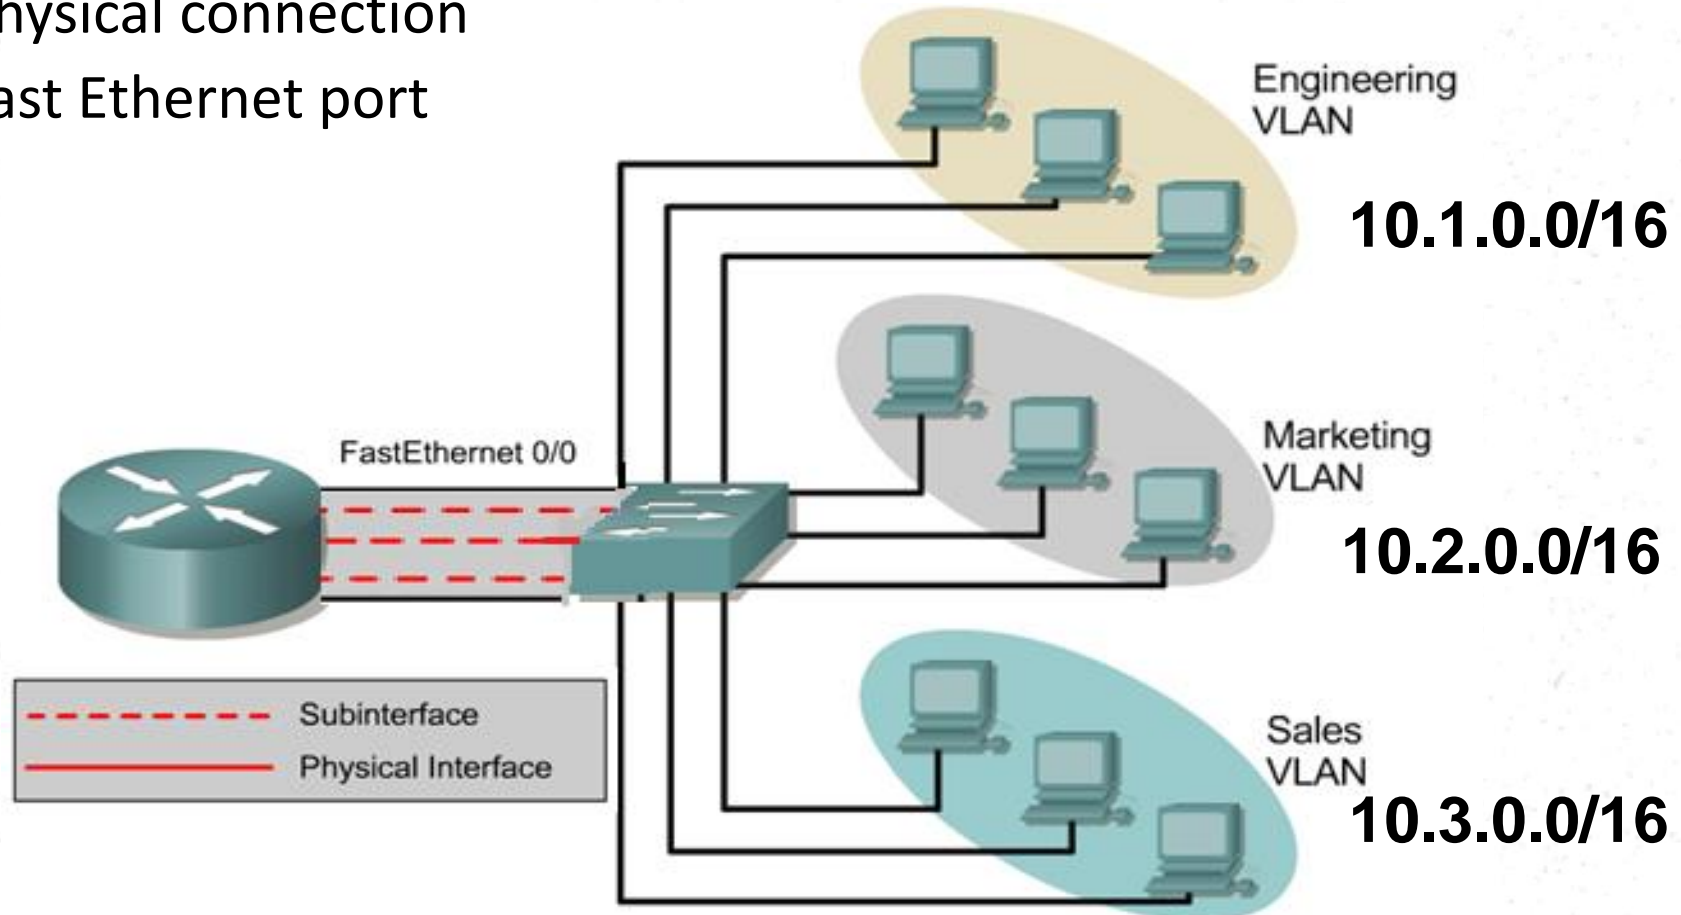 hysical connection
ast Ethernet port
Engineering
VLAN
10.1.0.0/16
FastEthernet 0/0
Marketing
VLAN
10.2.0.0/16
Subinterface
Physical Interface
Sales
VLAN
10.3.0.0/16